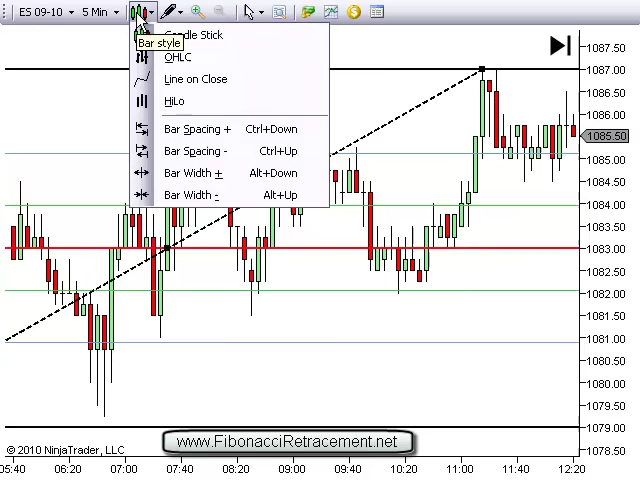 ES 09-10 5 Min
Bar style
Candle Stick
OHLC
Line on Close
HiLo
Bar Spacing + Ctrl+Down
Bar Spacing - Ctrl+Up
Bar Width + Alt+Down
Bar Width - Alt+Up
1087.50
1087.00
1086.50
1086.00
1085.50
1085.00
1084.50
1084.00
1083.50
1083.00
1082.50
1082.00
1081.50
1081.00
1080.50
1080.00
1079.50
1079.00
1078.50
www.FibonacciRetracement.net
© 2010 NinjaTrader, LLC
05:40 06:20 07:00 07:40 08:20 09:00 09:40 10:20 11:00 11:40 12:20